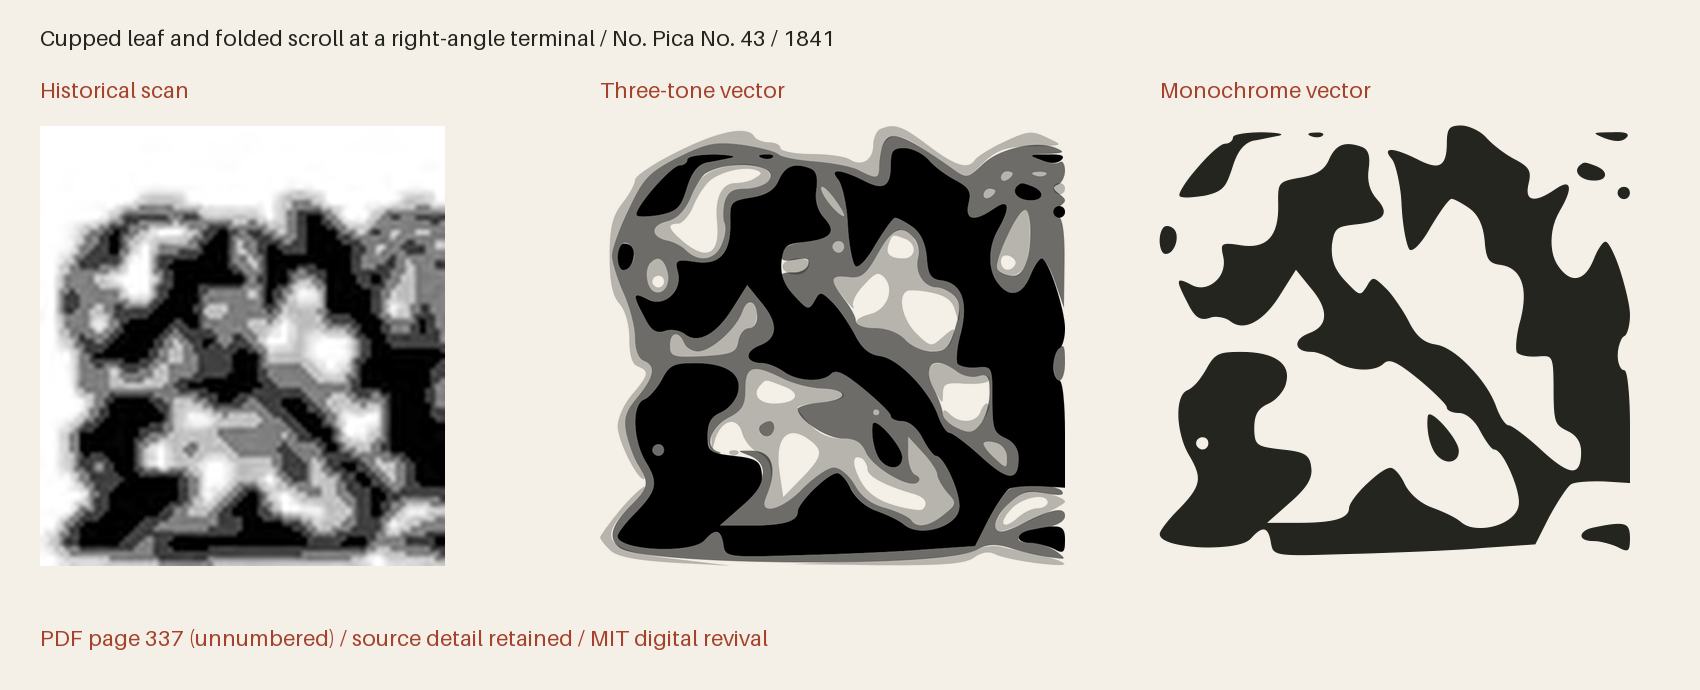 Cupped leaf and folded scroll at a right-angle terminal / No. Pica No. 43 / 1841
Historical scan
Three-tone vector
Monochrome vector
PDF page 337 (unnumbered) / source detail retained / MIT digital revival